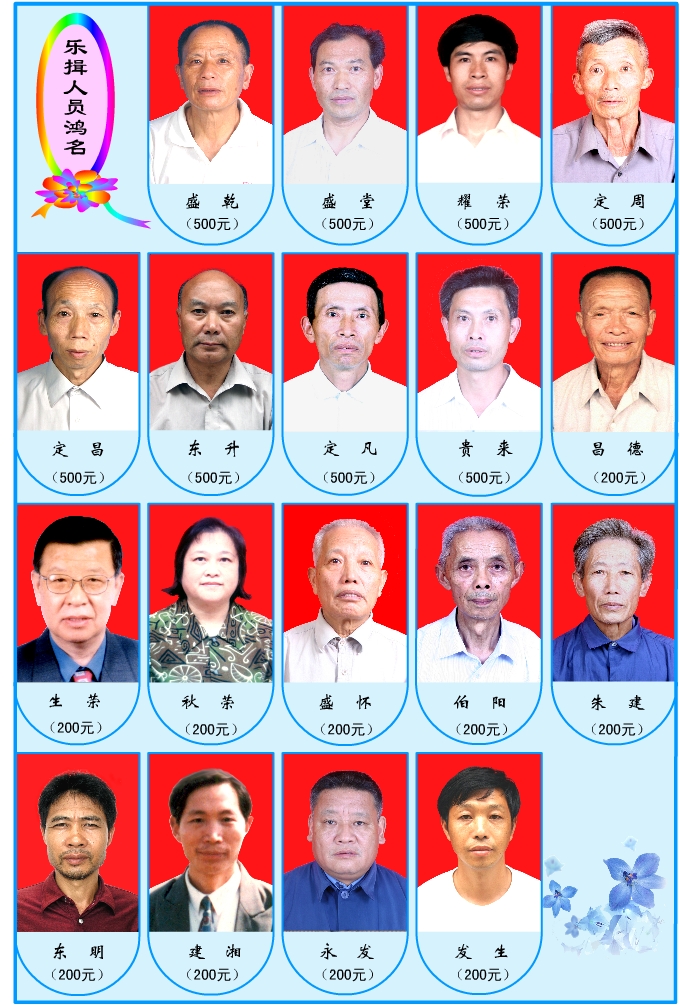 乐揖人员鸿名
盛乾
（500元）
盛堂
（500元）
耀荣
（500元）
定周
（500元）
定昌
（500元）
东升
（500元）
定凡
（500元）
贵来
（500元）
昌德
（200元）
生荣
（200元）
秋荣
（200元）
盛怀
（200元）
伯阳
（200元）
朱建
（200元）
东明
（200元）
建湘
（200元）
永发
（200元）
发生
（200元）